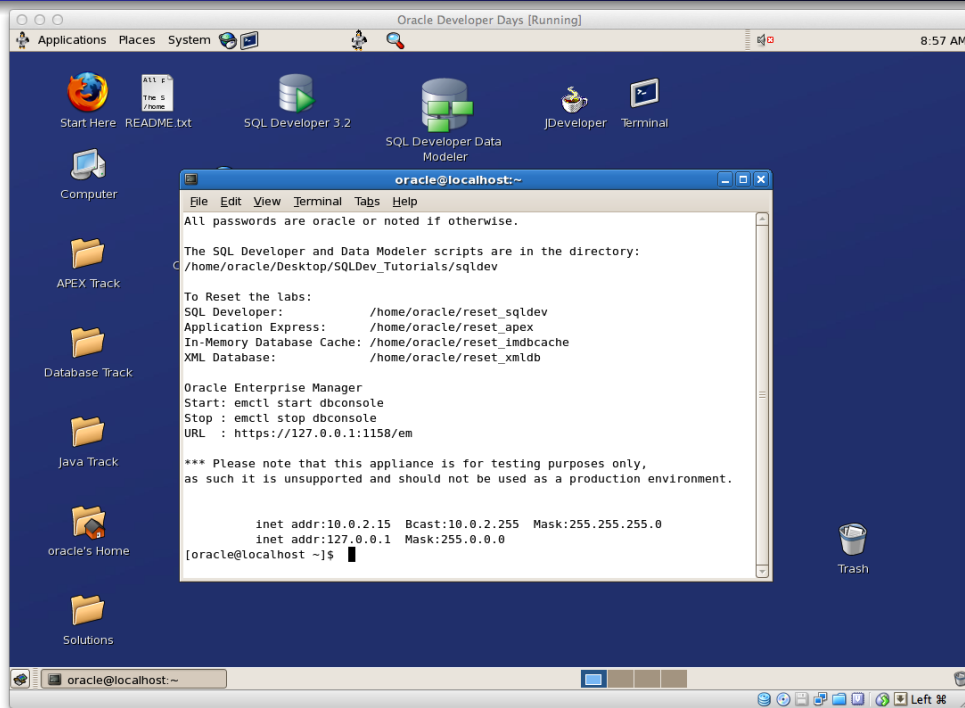 Oracle Developer Days [Running]
Applications Places System
8:57 AM
Start Here
README.txt
SQL Developer 3.2
SQL Developer Data
Modeler
JDeveloper
Terminal
Computer
APEX Track
Database Track
Java Track
oracle's Home
Solutions
oracle@localhost:~
File Edit View Terminal Tabs Help
All passwords are oracle or noted if otherwise.
The SQL Developer and Data Modeler scripts are in the directory:
/home/oracle/Desktop/SQLDev_Tutorials/sqldev
To Reset the labs:
SQL Developer: /home/oracle/reset_sqldev
Application Express: /home/oracle/reset_apex
In-Memory Database Cache: /home/oracle/reset_imdbcache
XML Database: /home/oracle/reset_xmldb
Oracle Enterprise Manager
Start: emctl start dbconsole
Stop : emctl stop dbconsole
URL : https://127.0.0.1:1158/em
*** Please note that this appliance is for testing purposes only,
as such it is unsupported and should not be used as a production environment.
inet addr:10.0.2.15 Bcast:10.0.2.255 Mask:255.255.255.0
inet addr:127.0.0.1 Mask:255.0.0.0
[oracle@localhost ~]$
Trash
oracle@localhost:~
Left ⌘